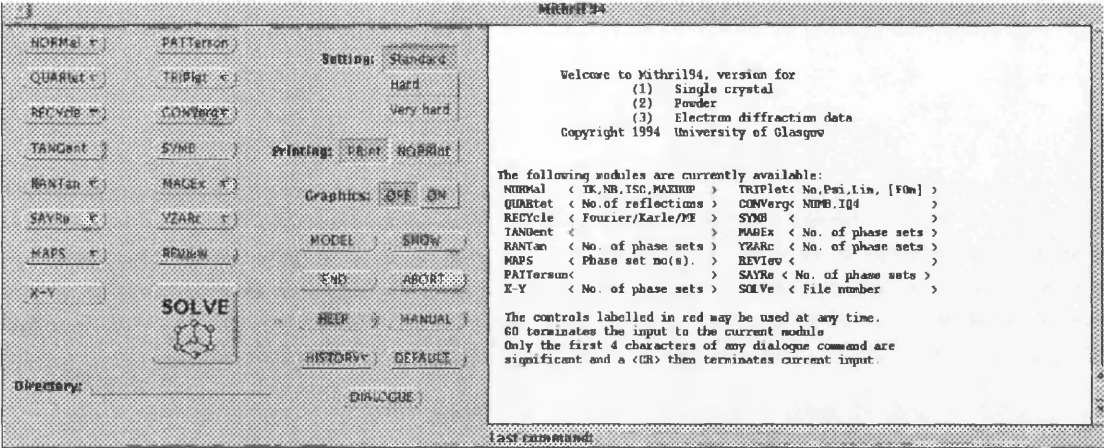 Mithril 94
NORMal PATTerson
QUARtet TRIPlet
RECYcle CONVerg
TANGent SYMB
RANTan MAGEx
SAYRe YZARc
MAPS REVIew
X-Y
SOLVE
Directory:
Setting: Standard
Hard
Very hard
Printing: PRInt NOPRInt
Graphics: OFF ON
MODEL SHOW
END ABORT
HELP MANUAL
HISTORY DEFAULT
DIALOGUE
Welcome to Mithril94, version for
(1) Single crystal
(2) Powder
(3) Electron diffraction data
Copyright 1994 University of Glasgow
The following modules are currently available:
NORMal < TK,NB,ISC,MAXBUP > TRIPlet< No,Psi,Lim, [FOm] >
QUARtet < No.of reflections > CONVerg< NUMB,IQ4 >
RECYcle < Fourier/Karle/ME > SYMB < >
TANGent < > MAGEx < No. of phase sets >
RANTan < No. of phase sets > YZARc < No. of phase sets >
MAPS < Phase set no(s). > REVIew < >
PATTerson< > SAYRe < No. of phase sets >
X-Y < No. of phase sets > SOLVe < File number >
The controls labelled in red may be used at any time.
GO terminates the input to the current module
Only the first 4 characters of any dialogue command are
significant and a <CR> then terminates current input.
Last command: